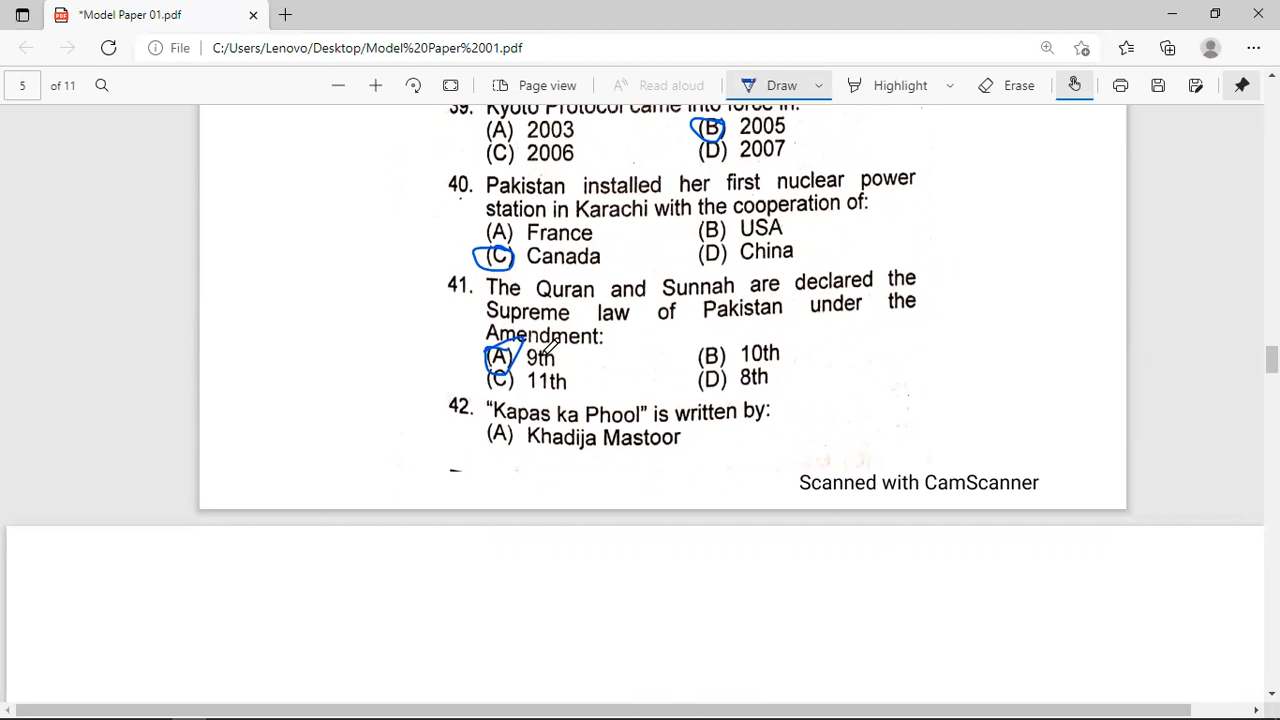 *Model Paper 01.pdf
File C:/Users/Lenovo/Desktop/Model%20Paper%2001.pdf
5 of 11 Page view Read aloud Draw Highlight Erase
39. Kyoto Protocol came into force in:
(A) 2003 (B) 2005
(C) 2006 (D) 2007
40. Pakistan installed her first nuclear power
station in Karachi with the cooperation of:
(A) France (B) USA
(C) Canada (D) China
41. The Quran and Sunnah are declared the
Supreme law of Pakistan under the
Amendment:
(A) 9th (B) 10th
(C) 11th (D) 8th
42. “Kapas ka Phool” is written by:
(A) Khadija Mastoor
Scanned with CamScanner